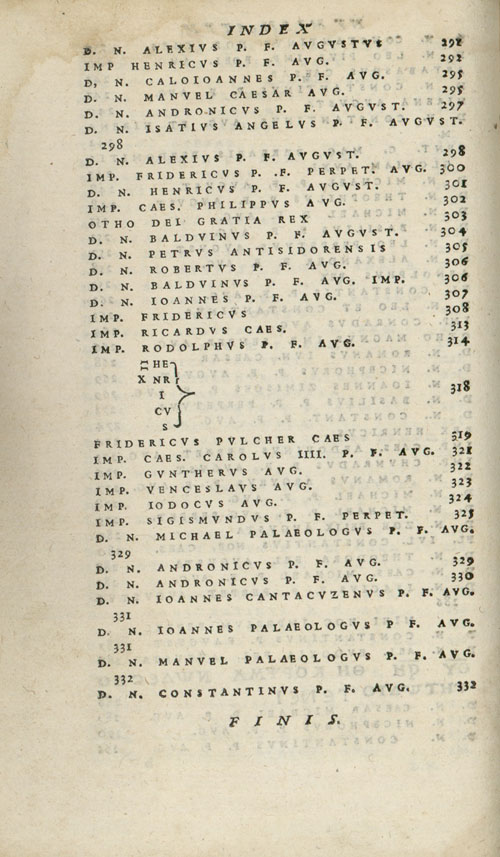 INDEX
D. N. ALEXIVS P. F. AVGVSTVS 292
IMP HENRICVS P. F. AVG. 292
D, N. CALOIOANNES P. F. AVG. 295
D. N. MANVEL CAESAR AVG. 295
D. N. ANDRONICVS P. F. AVGVST. 297
D. N. ISATIVS ANGELVS P. F. AVGVST.
298
D. N. ALEXIVS P. F. AVGVST. 298
IMP. FRIDERICVS P. .F. PERPET. AVG. 300
D. N. HENRICVS P. F. AVGVST. 301
IMP. CAES. PHILIPPVS AVG. 302
OTHO DEI GRATIA REX 303
D. N. BALDVINVS P. F. AVGVST. 304
D. N. PETRVS ANTISIDORENSIS 305
D. N. ROBERTVS P. F. AVG. 306
D. N. BALDVINVS P. F. AVG. IMP. 306
D. N. IOANNES P. F. AVG. 307
IMP. FRIDERICVS 308
IMP. RICARDVS CAES. 313
IMP. RODOLPHVS P. F. AVG. 314
HE
X NR
I 318
CV
S
FRIDERICVS PVLCHER CAES 319
IMP. CAES. CAROLVS IIII. P. F. AVG. 321
IMP. GVNTHERVS AVG. 322
IMP. VENCESLAVS AVG. 323
IMP. IODOCVS AVG. 324
IMP. SIGISMVNDVS P. F. PERPET. 325
D. N. MICHAEL PALAEOLOGVS P. F. AVG.
329
D. N. ANDRONICVS P. F. AVG. 329
D. N. ANDRONICVS P. F. AVG. 330
D. N. IOANNES CANTACVZENVS P. F. AVG.
331
D. N. IOANNES PALAEOLOGVS P F. AVG.
331
D. N. MANVEL PALAEOLOGVS P. F. AVG.
332
D. N. CONSTANTINVS P. F. AVG. 332
FINIS.